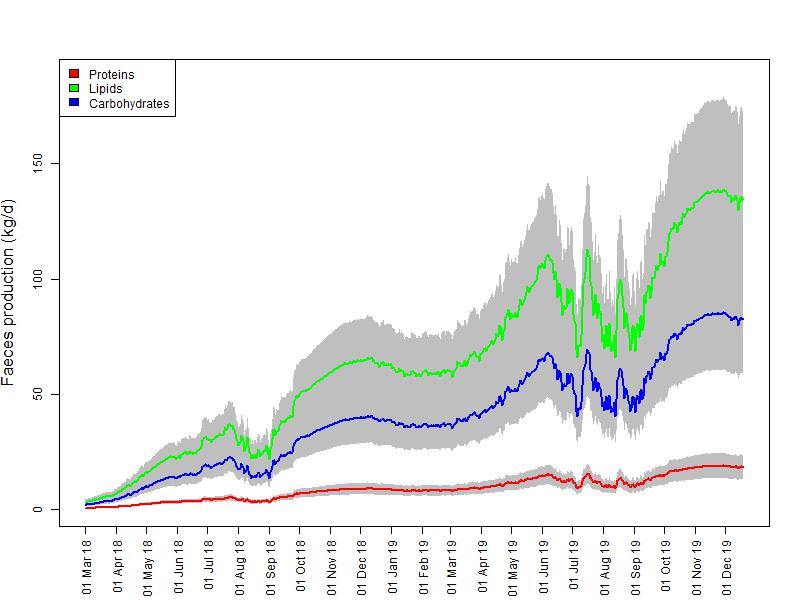 Proteins
Lipids
Carbohydrates
Faeces production (kg/d)
150
100
50
0
01 Mar 18
01 Apr 18
01 May 18
01 Jun 18
01 Jul 18
01 Aug 18
01 Sep 18
01 Oct 18
01 Nov 18
01 Dec 18
01 Jan 19
01 Feb 19
01 Mar 19
01 Apr 19
01 May 19
01 Jun 19
01 Jul 19
01 Aug 19
01 Sep 19
01 Oct 19
01 Nov 19
01 Dec 19